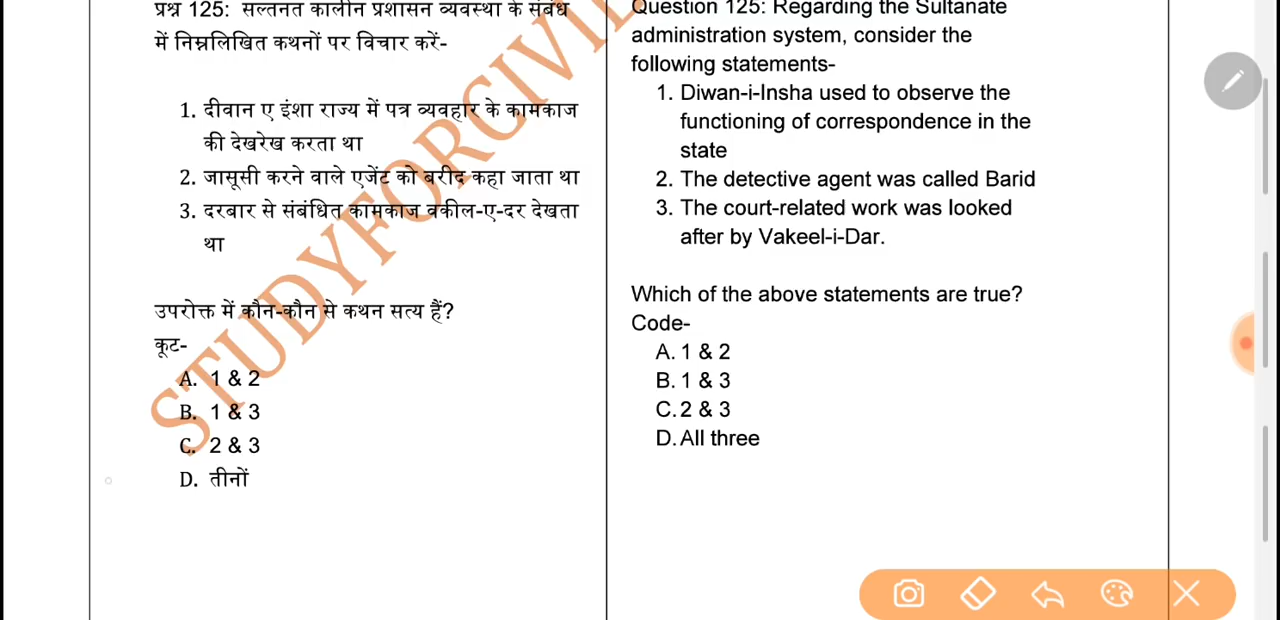 प्रश्न 125: सल्तनत कालीन प्रशासन व्यवस्था के संबंध
में निम्नलिखित कथनों पर विचार करें-
1. दीवान ए इंशा राज्य में पत्र व्यवहार के कामकाज
की देखरेख करता था
2. जासूसी करने वाले एजेंट को बरीद कहा जाता था
3. दरबार से संबंधित कामकाज वकील-ए-दर देखता
था
उपरोक्त में कौन-कौन से कथन सत्य हैं?
कूट-
A. 1 & 2
B. 1 & 3
C. 2 & 3
D. तीनों
Question 125: Regarding the Sultanate
administration system, consider the
following statements-
1. Diwan-i-Insha used to observe the
functioning of correspondence in the
state
2. The detective agent was called Barid
3. The court-related work was looked
after by Vakeel-i-Dar.
Which of the above statements are true?
Code-
A. 1 & 2
B. 1 & 3
C. 2 & 3
D. All three
STUDYFORCIVI